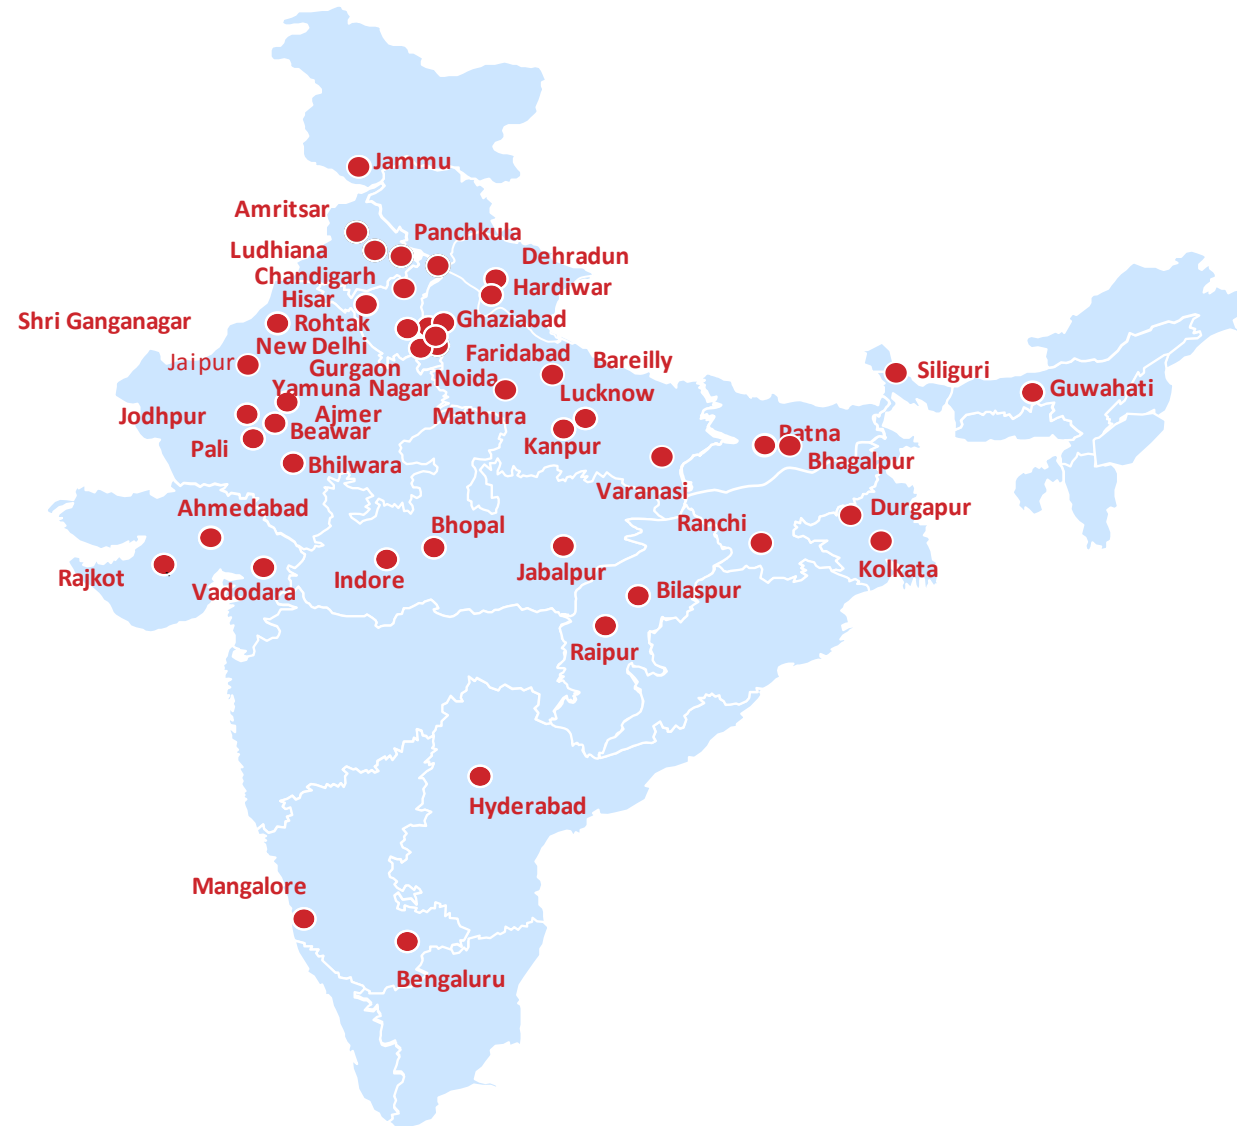 Jammu
Amritsar
Panchkula
Ludhiana
Dehradun
Chandigarh
Hardiwar
Hisar
Shri Ganganagar
Rohtak
Ghaziabad
New Delhi
Faridabad
Bareilly
Jaipur
Gurgaon
Noida
Siliguri
Yamuna Nagar
Lucknow
Guwahati
Jodhpur
Ajmer
Mathura
Beawar
Patna
Pali
Kanpur
Bhagalpur
Bhilwara
Varanasi
Ahmedabad
Durgapur
Bhopal
Ranchi
Rajkot
Indore
Jabalpur
Kolkata
Vadodara
Bilaspur
Raipur
Hyderabad
Mangalore
Bengaluru